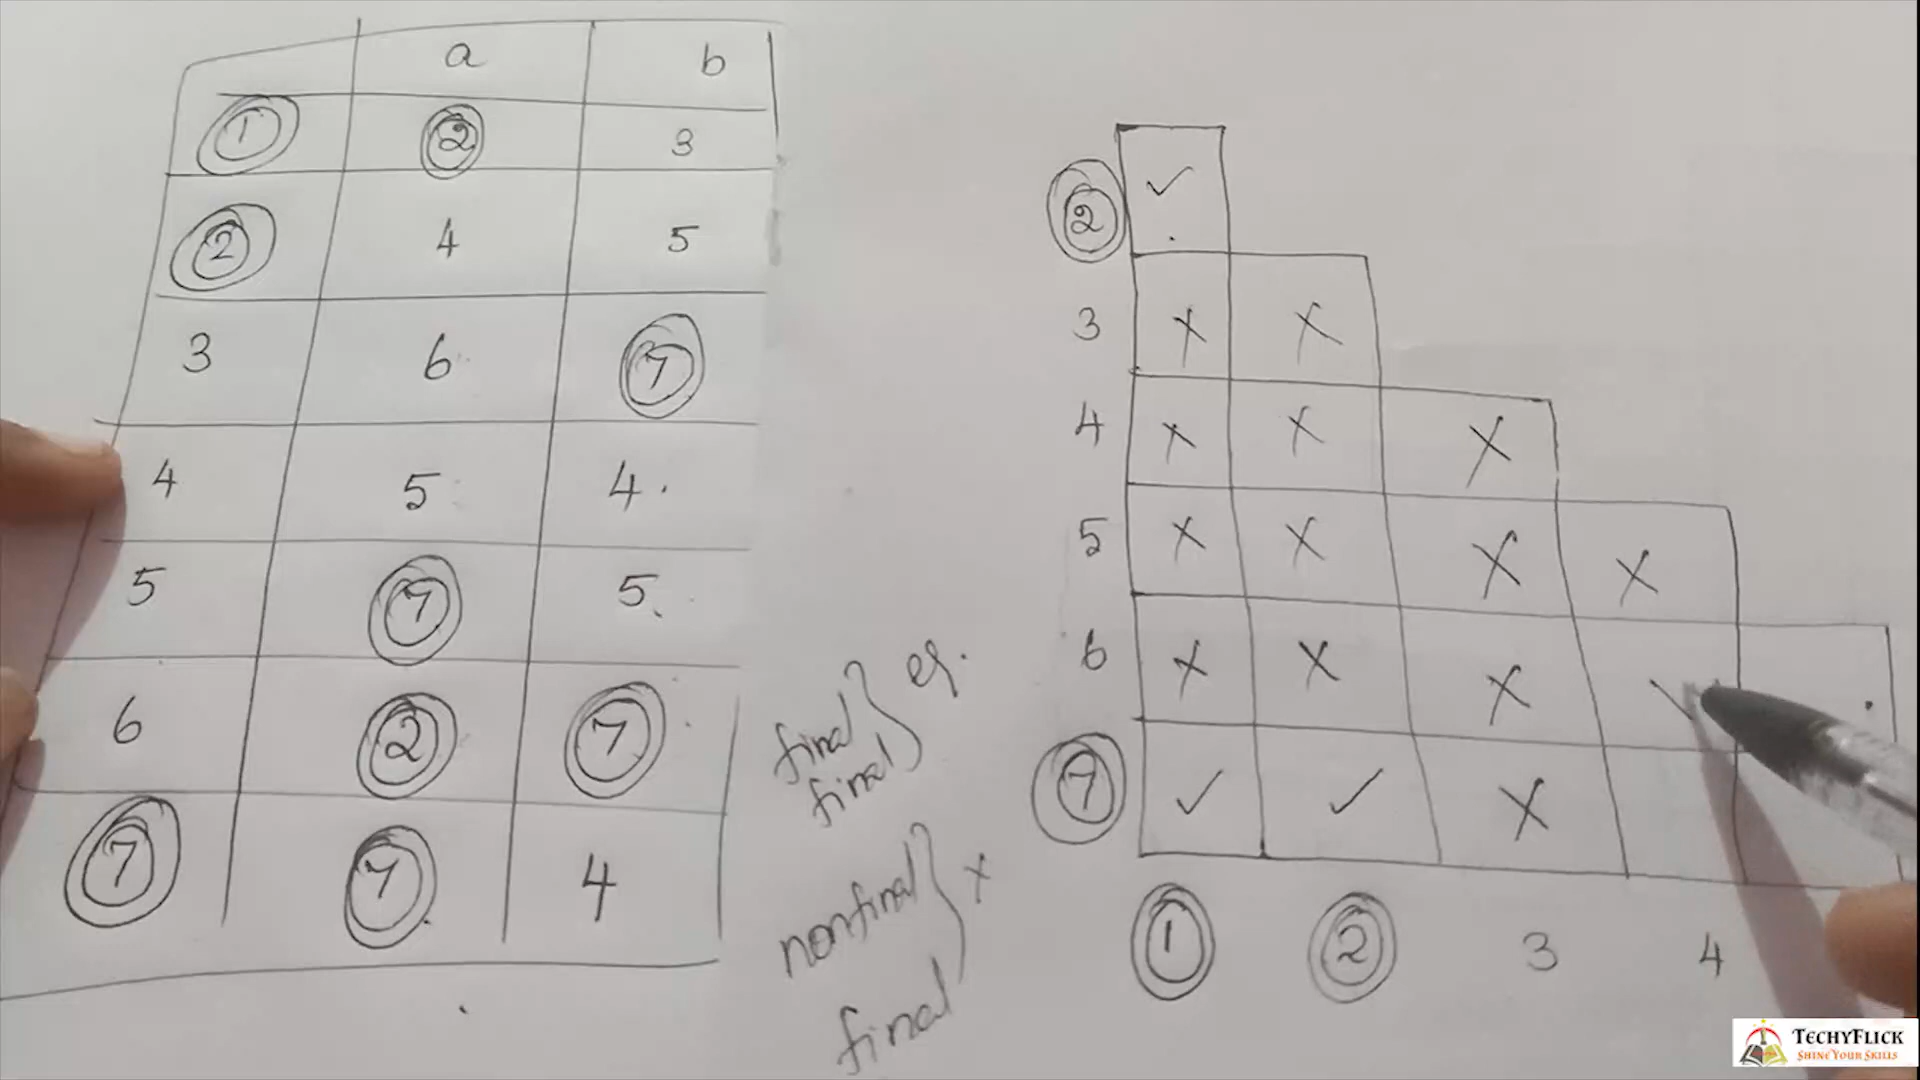 a b
1 2 3
2 4 5
3 6 7
4 5 4
5 7 5
6 2 7
7 7 4
final
final } eq.
nonfinal
final } x
2 ✓
3 x x
4 x x x
5 x x x x
6 x x x
7 ✓ ✓ x
1 2 3 4
TECHYFLICK
SHINE YOUR SKILLS